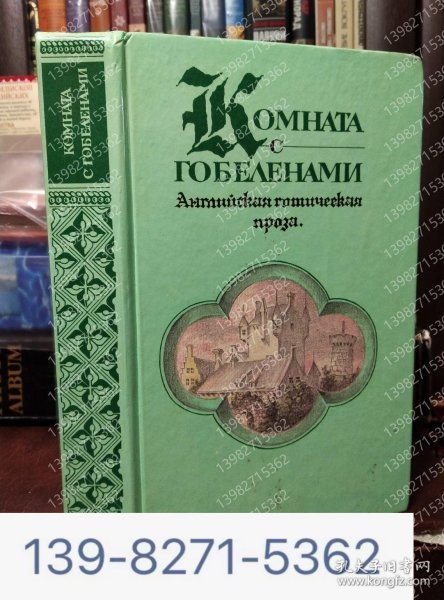 КОМНАТА
С ГОБЕЛЕНАМИ
КОМНАТА
С
ГОБЕЛЕНАМИ
Английская готическая
проза.
ALBUM
13982715362
139-8271-5362
孔夫子旧书网
www.kongfz.com